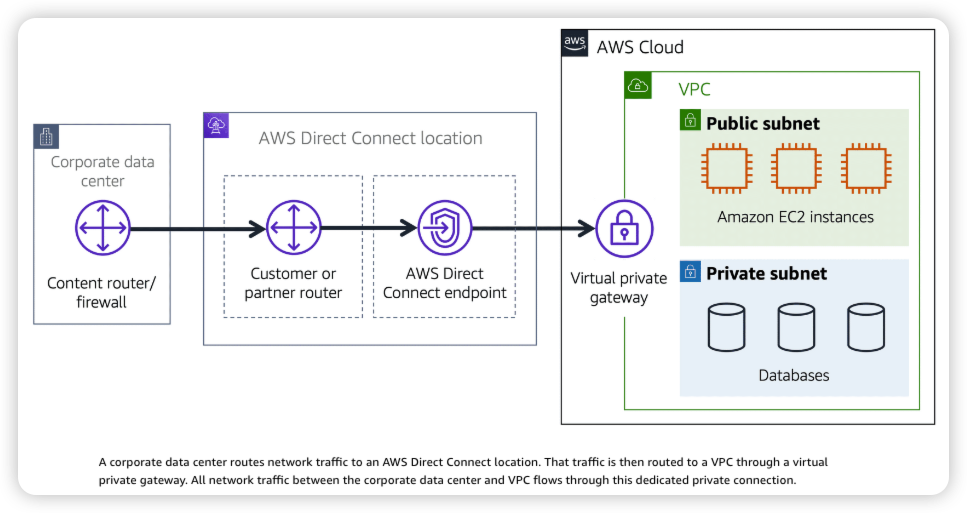 aws
AWS Cloud
VPC
Public subnet
Amazon EC2 instances
Private subnet
Databases
Virtual private
gateway
AWS Direct Connect location
Customer or
partner router
AWS Direct
Connect endpoint
Corporate data
center
Content router/
firewall
A corporate data center routes network traffic to an AWS Direct Connect location. That traffic is then routed to a VPC through a virtual
private gateway. All network traffic between the corporate data center and VPC flows through this dedicated private connection.